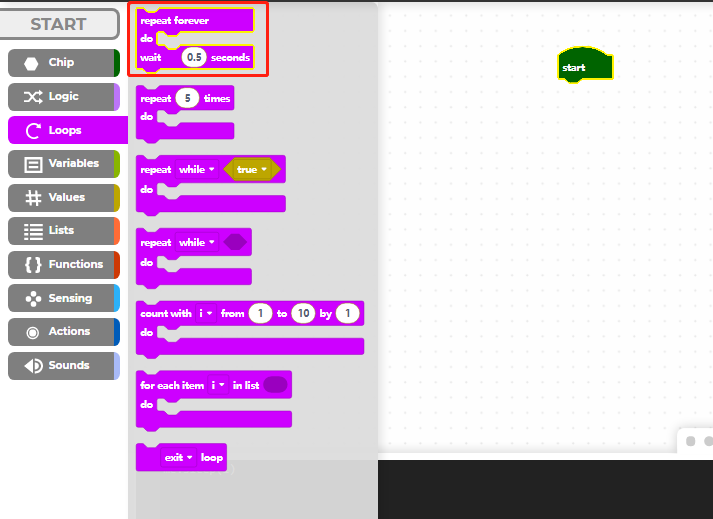 START
Chip
Logic
Loops
Variables
Values
Lists
Functions
Sensing
Actions
Sounds
repeat forever
do
wait 0.5 seconds
repeat 5 times
do
repeat while true
do
repeat while
do
count with i from 1 to 10 by 1
do
for each item i in list
do
exit loop
start